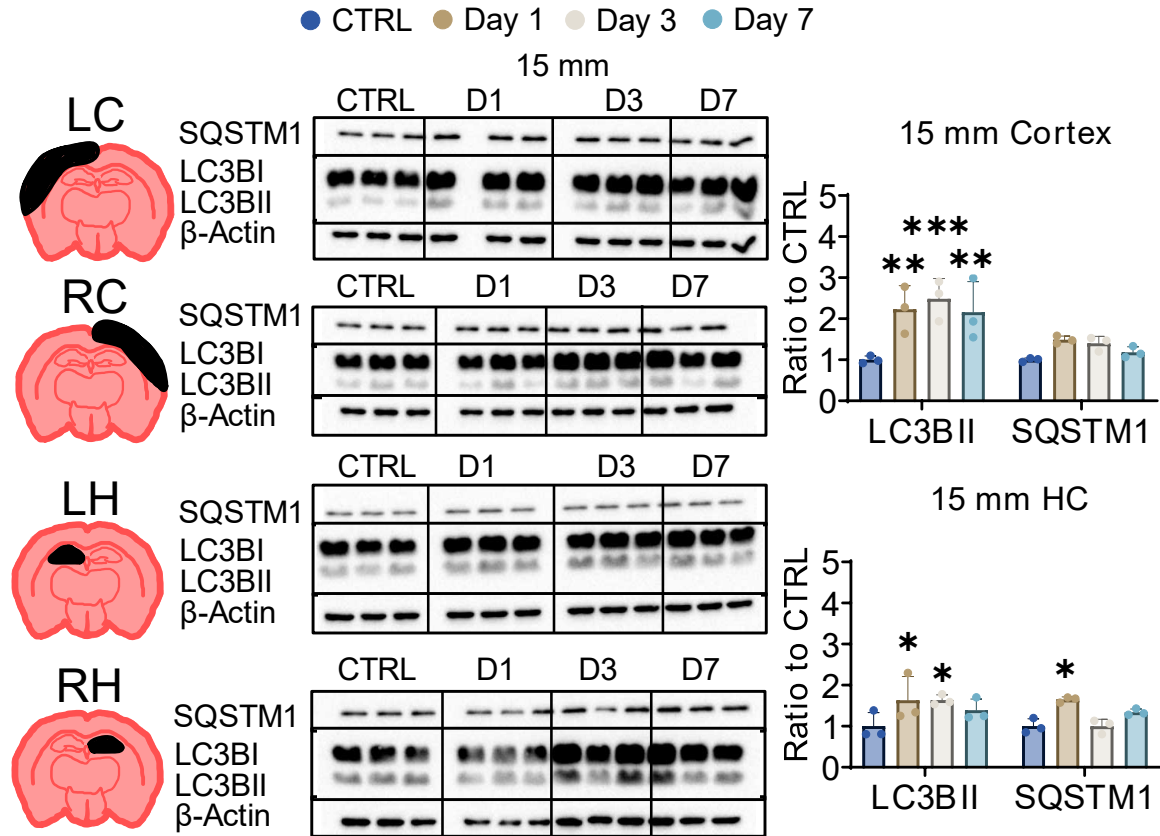 CTRL Day 1 Day 3 Day 7
15 mm
LC
CTRL D1 D3 D7
SQSTM1
LC3BI
LC3BII
β-Actin
RC
CTRL D1 D3 D7
SQSTM1
LC3BI
LC3BII
β-Actin
LH
CTRL D1 D3 D7
SQSTM1
LC3BI
LC3BII
β-Actin
RH
CTRL D1 D3 D7
SQSTM1
LC3BI
LC3BII
β-Actin
15 mm Cortex
Ratio to CTRL
5
4
3
2
1
0
** *** **
LC3BII SQSTM1
15 mm HC
Ratio to CTRL
5
4
3
2
1
0
* * *
LC3BII SQSTM1